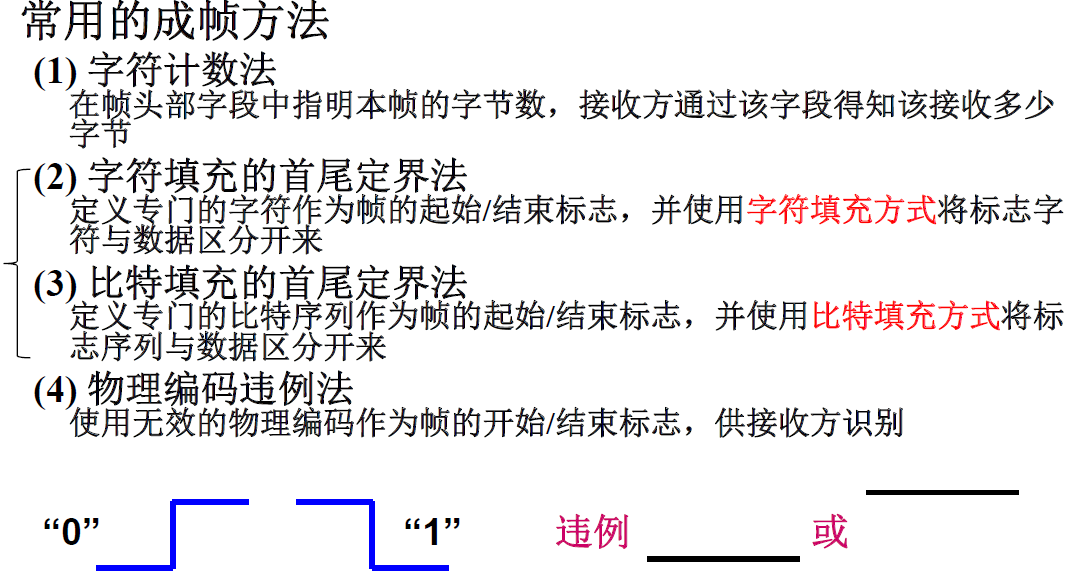 常用的成帧方法
(1) 字符计数法
在帧头部字段中指明本帧的字节数，接收方通过该字段得知该接收多少
字节
(2) 字符填充的首尾定界法
定义专门的字符作为帧的起始/结束标志，并使用字符填充方式将标志字
符与数据区分开来
(3) 比特填充的首尾定界法
定义专门的比特序列作为帧的起始/结束标志，并使用比特填充方式将标
志序列与数据区分开来
(4) 物理编码违例法
使用无效的物理编码作为帧的开始/结束标志，供接收方识别
“0” “1” 违例 或